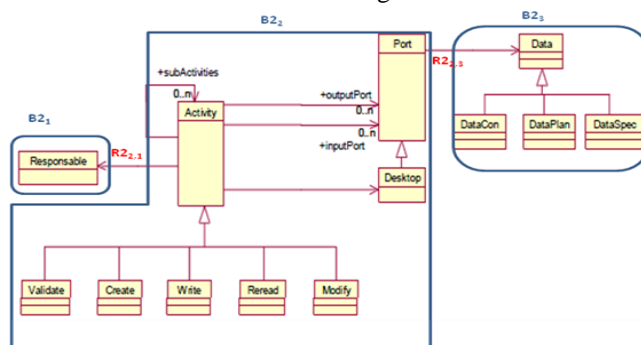 B2₂
B2₃
Port
R2₂,₃
Data
+subActivities
0..n
+outputPort
0..n
Activity
0..n
+inputPort
DataCon
DataPlan
DataSpec
B2₁
R2₂,₁
Responsable
Desktop
Validate
Create
Write
Reread
Modify